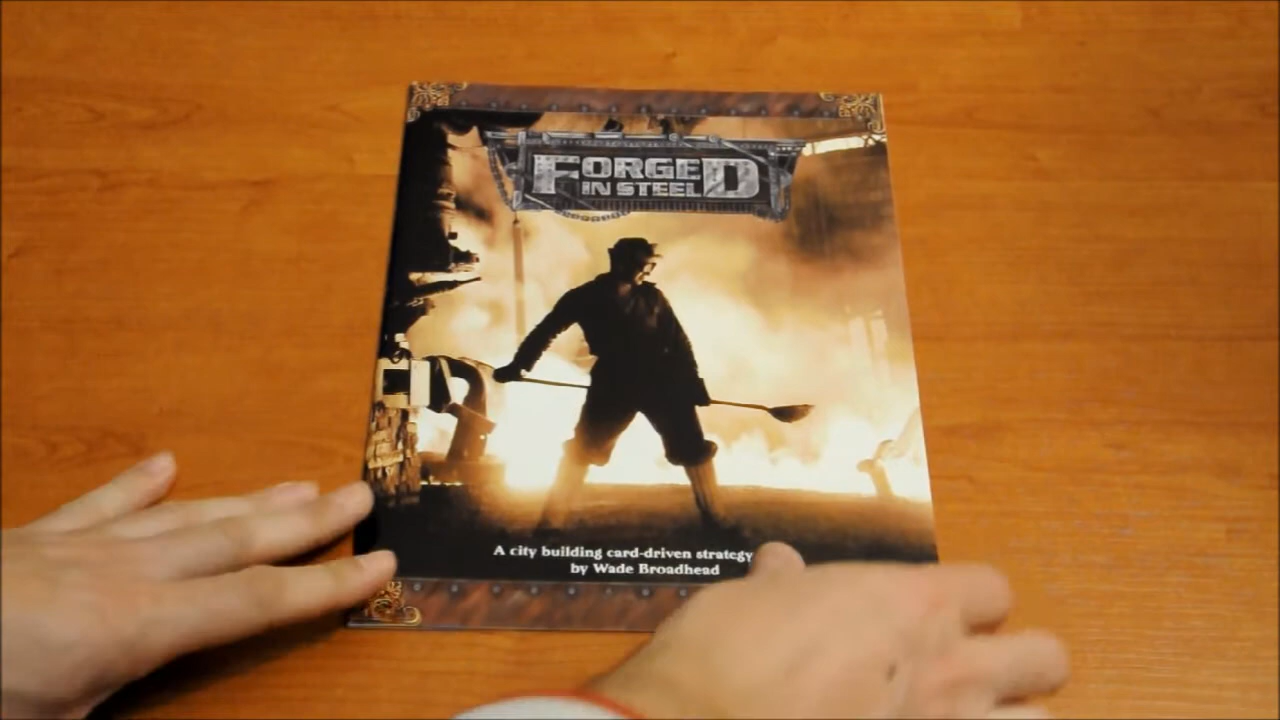 FORGED
IN STEEL
A city building card-driven strategy
by Wade Broadhead